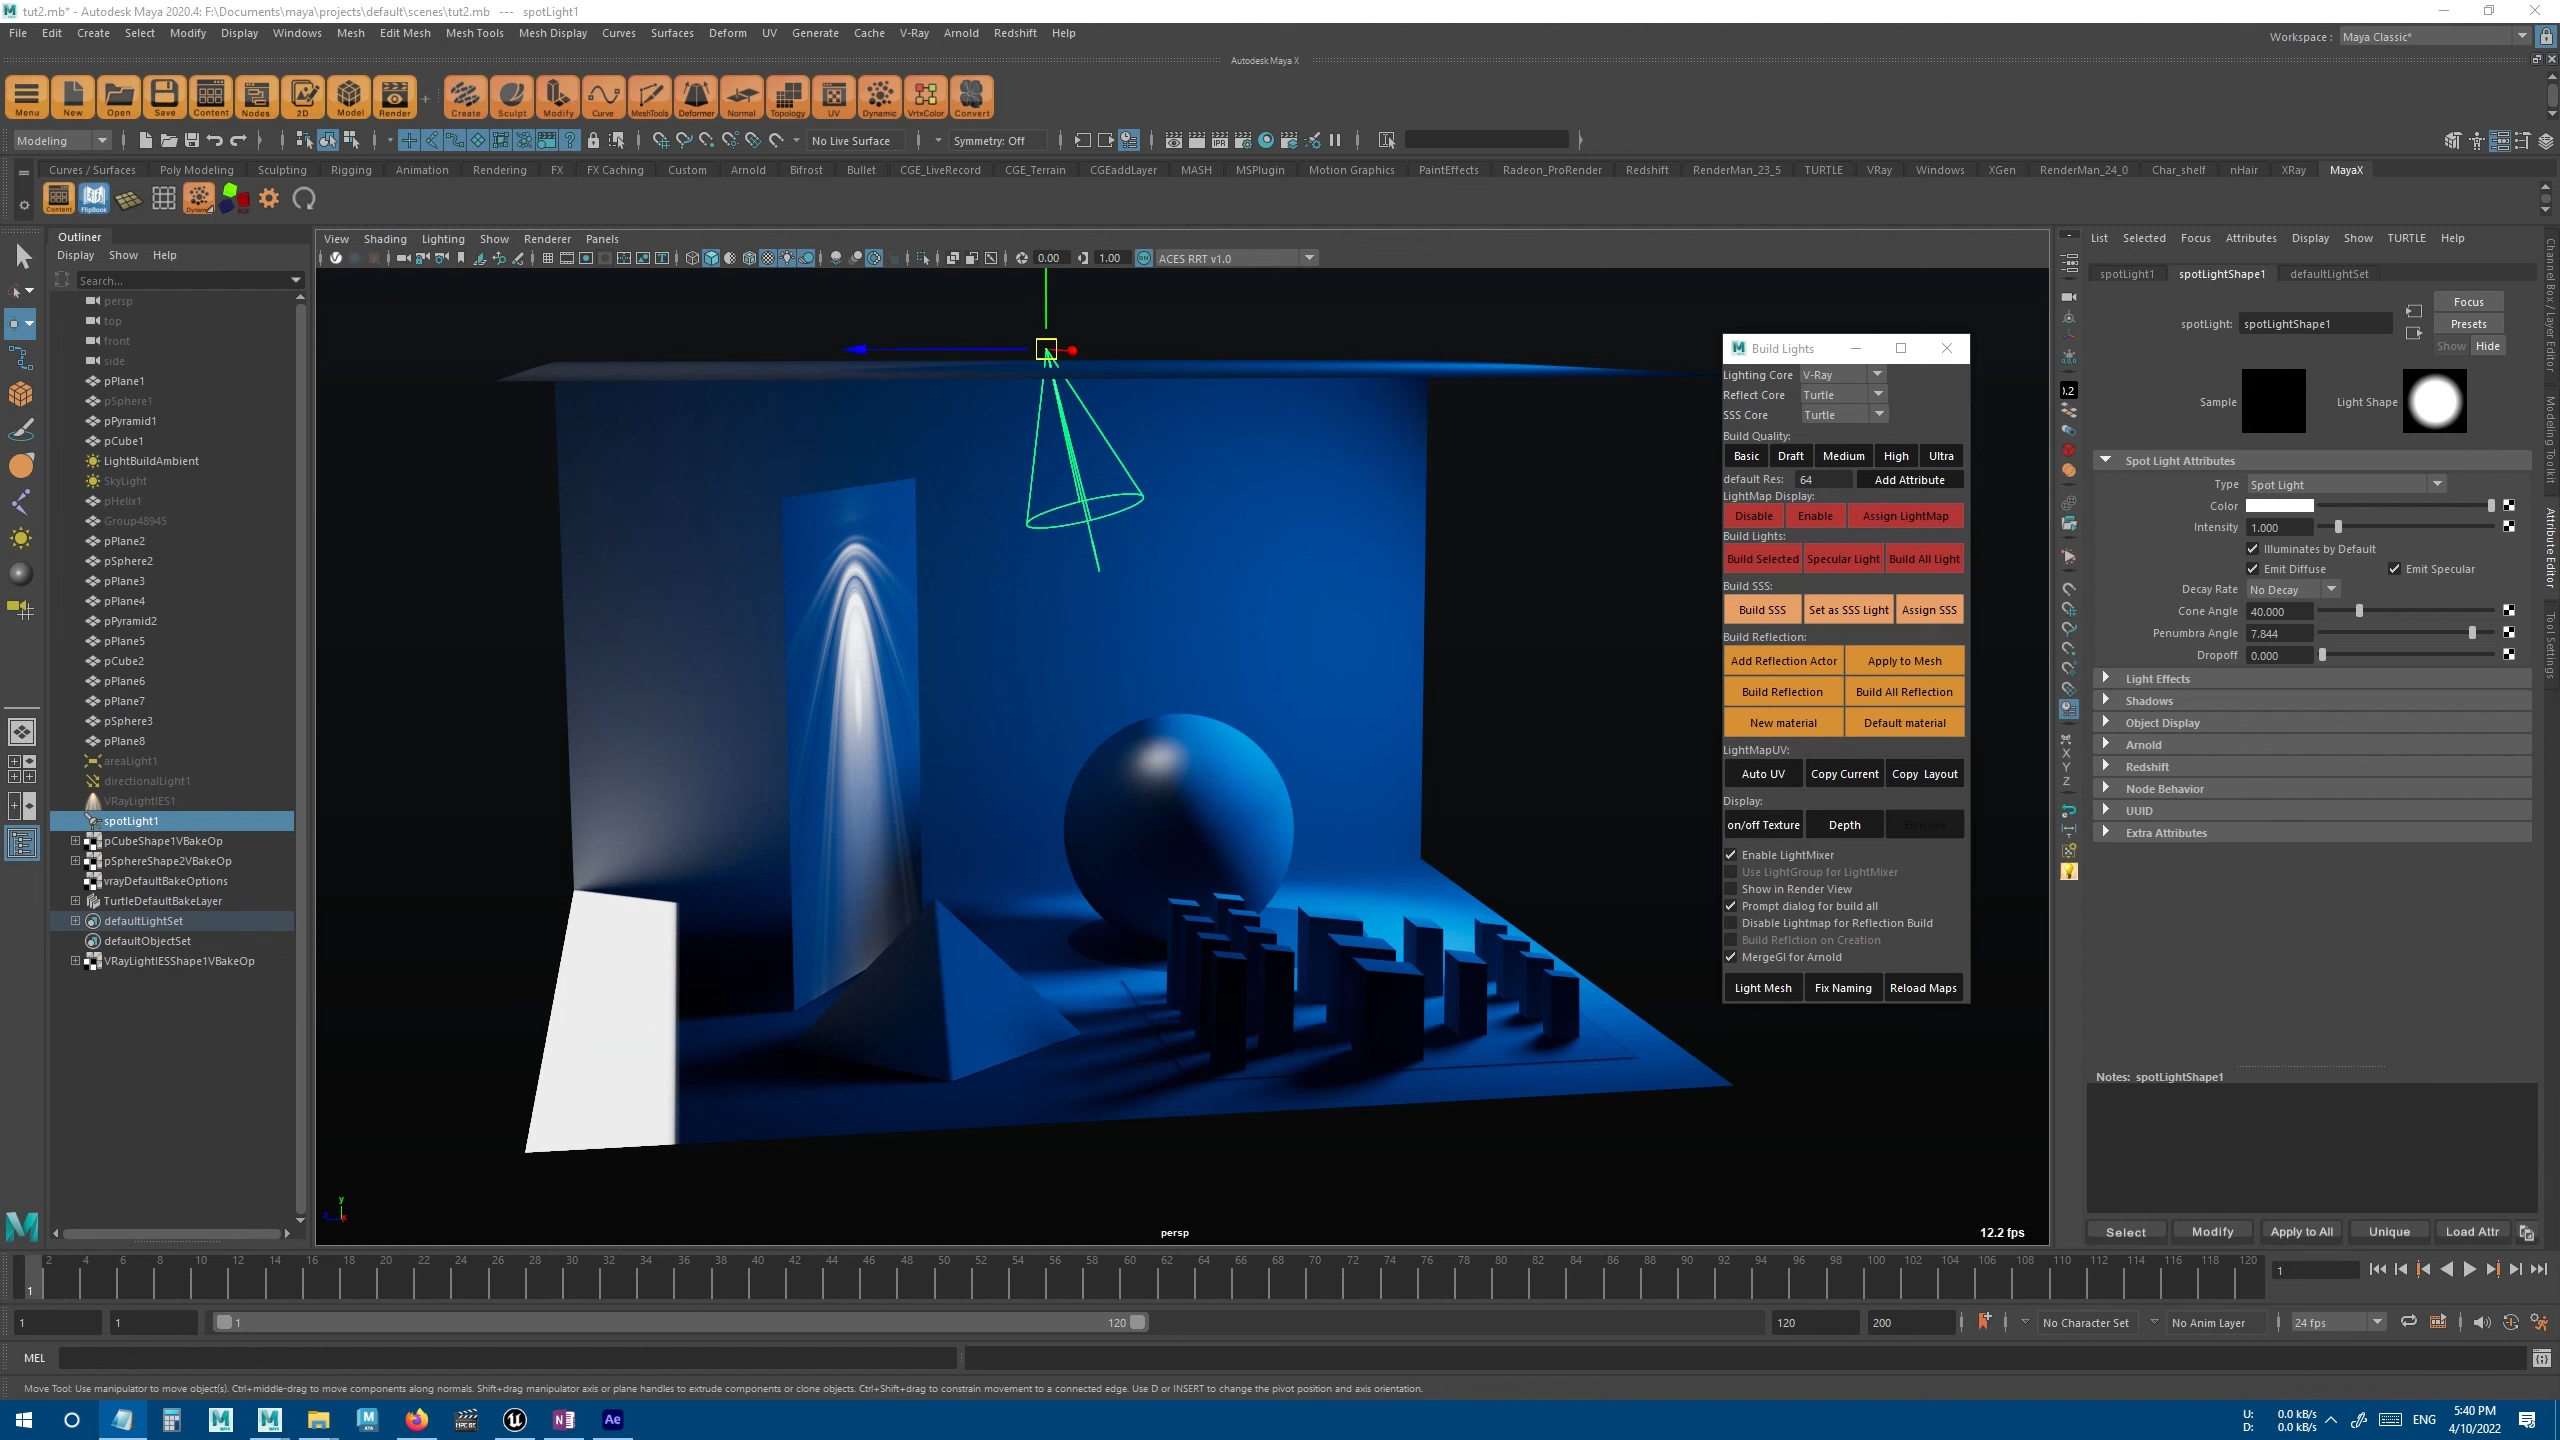 tut2.mb* - Autodesk Maya 2020.4: F:\Documents\maya\projects\default\scenes\tut2.mb --- spotLight1
File Edit Create Select Modify Display Windows Mesh Edit Mesh Mesh Tools Mesh Display Curves Surfaces Deform UV Generate Cache V-Ray Arnold Redshift Help
Workspace : Maya Classic*
Autodesk Maya X
Menu New Open Save Content Nodes 2D Model Render Create Sculpt Modify Curve MeshTools Deformer Normal Topology UV Dynamic VrtxColor Convert
Modeling No Live Surface Symmetry: Off
Curves / Surfaces Poly Modeling Sculpting Rigging Animation Rendering FX FX Caching Custom Arnold Bifrost Bullet CGE_LiveRecord CGE_Terrain CGEaddLayer MASH MSPlugin Motion Graphics PaintEffects Radeon_ProRender Redshift RenderMan_23_5 TURTLE VRay Windows XGen RenderMan_24_0 Char_shelf nHair XRay MayaX
Outliner
Display Show Help
Search...
persp
top
front
side
pPlane1
pSphere1
pPyramid1
pCube1
LightBuildAmbient
SkyLight
pHelix1
Group48945
pPlane2
pSphere2
pPlane3
pPlane4
pPyramid2
pPlane5
pCube2
pPlane6
pPlane7
pSphere3
pPlane8
areaLight1
directionalLight1
VRayLightIES1
spotLight1
pCubeShape1VBakeOp
pSphereShape2VBakeOp
vrayDefaultBakeOptions
TurtleDefaultBakeLayer
defaultLightSet
defaultObjectSet
VRayLightIESShape1VBakeOp
View Shading Lighting Show Renderer Panels
0.00 1.00 ACES RRT v1.0
persp
12.2 fps
Build Lights
Lighting Core V-Ray
Reflect Core Turtle
SSS Core Turtle
Build Quality:
Basic Draft Medium High Ultra
default Res: 64 Add Attribute
LightMap Display:
Disable Enable Assign LightMap
Build Lights:
Build Selected Specular Light Build All Light
Build SSS:
Build SSS Set as SSS Light Assign SSS
Build Reflection:
Add Reflection Actor Apply to Mesh
Build Reflection Build All Reflection
New material Default material
LightMapUV:
Auto UV Copy Current Copy Layout
Display:
on/off Texture Depth
Enable LightMixer
Use LightGroup for LightMixer
Show in Render View
Prompt dialog for build all
Disable Lightmap for Reflection Build
Build Reflction on Creation
MergeGI for Arnold
Light Mesh Fix Naming Reload Maps
List Selected Focus Attributes Display Show TURTLE Help
spotLight1 spotLightShape1 defaultLightSet
Focus
spotLight: spotLightShape1 Presets
Show Hide
Sample Light Shape
Spot Light Attributes
Type Spot Light
Color
Intensity 1.000
Illuminates by Default
Emit Diffuse Emit Specular
Decay Rate No Decay
Cone Angle 40.000
Penumbra Angle 7.844
Dropoff 0.000
Light Effects
Shadows
Object Display
Arnold
Redshift
Node Behavior
UUID
Extra Attributes
Notes: spotLightShape1
Select Modify Apply to All Unique Load Attr
Channel Box / Layer Editor
Modeling Toolkit
Attribute Editor
Tool Settings
2 4 6 8 10 12 14 16 18 20 22 24 26 28 30 32 34 36 38 40 42 44 46 48 50 52 54 56 58 60 62 64 66 68 70 72 74 76 78 80 82 84 86 88 90 92 94 96 98 100 102 104 106 108 110 112 114 116 118 120
1 1
1 1 1 120 120 200 No Character Set No Anim Layer 24 fps
MEL
Move Tool: Use manipulator to move object(s). Ctrl+middle-drag to move components along normals. Shift+drag manipulator axis or plane handles to extrude components or clone objects. Ctrl+Shift+drag to constrain movement to a connected edge. Use D or INSERT to change the pivot position and axis orientation.
U: 0.0 kB/s
D: 0.0 kB/s
ENG
5:40 PM
4/10/2022